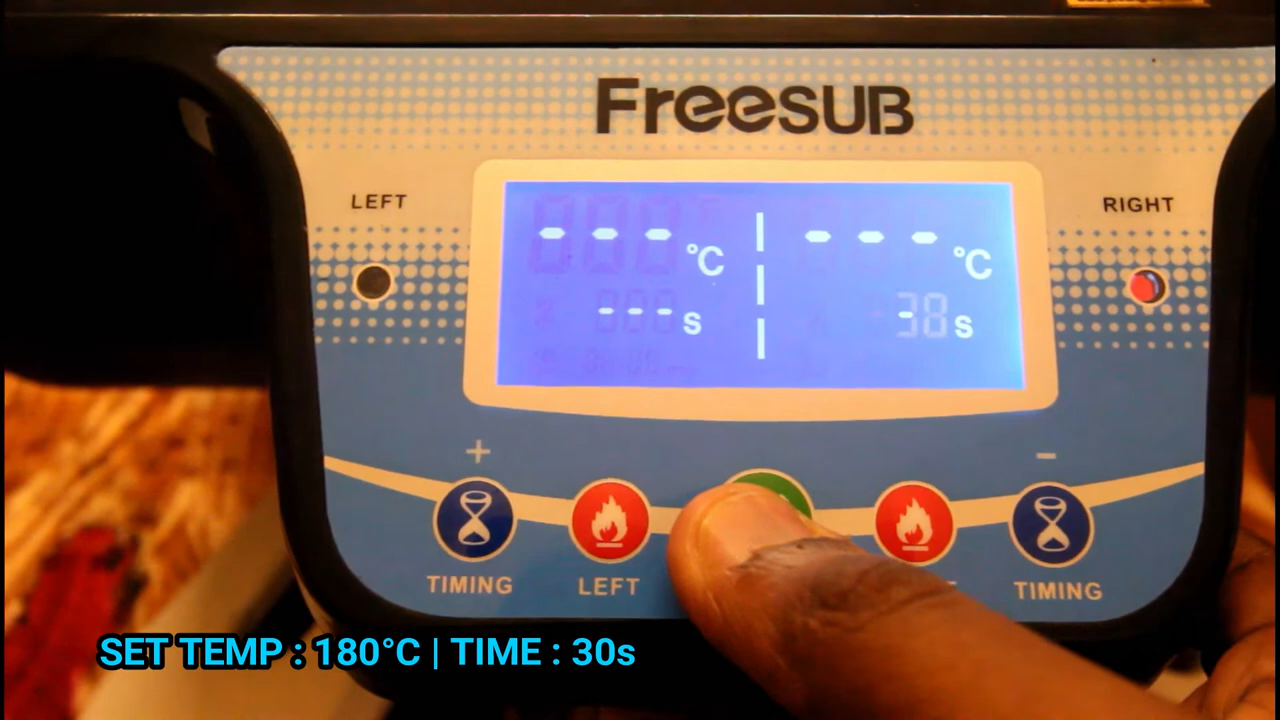 FreeSUB
LEFT
RIGHT
- - - °C
- - - °C
- - - s
s
+
-
TIMING
LEFT
TIMING
SET TEMP : 180°C | TIME : 30s